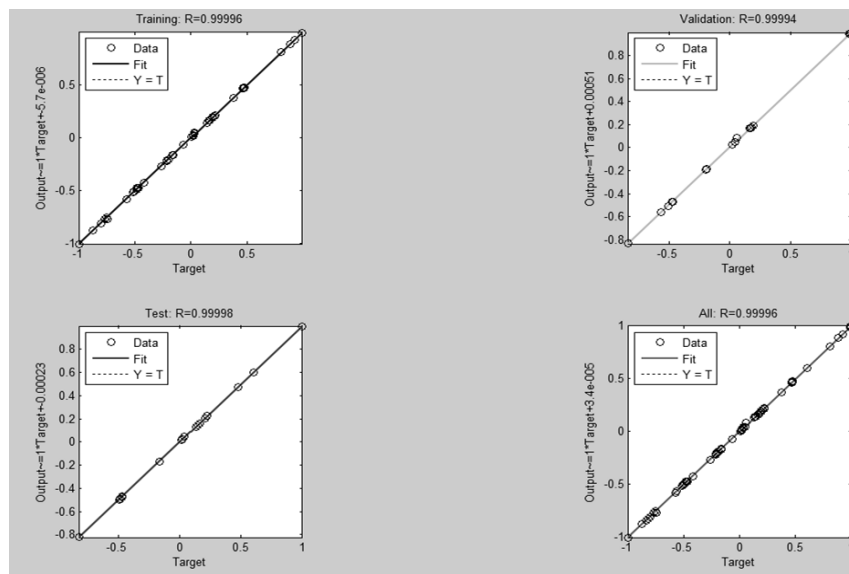 Training: R=0.99996
Data
Fit
Y = T
Output~=1*Target+-5.7e-006
0.5
0
-0.5
-1
-1
-0.5
0
0.5
Target
Validation: R=0.99994
Data
Fit
Y = T
Output~=1*Target+0.00051
0.8
0.6
0.4
0.2
0
-0.2
-0.4
-0.6
-0.8
-0.5
0
0.5
Target
Test: R=0.99998
Data
Fit
Y = T
Output~=1*Target+-0.00023
0.8
0.6
0.4
0.2
0
-0.2
-0.4
-0.6
-0.8
-0.5
0
0.5
1
Target
All: R=0.99996
Data
Fit
Y = T
Output~=1*Target+3.4e-005
1
0.5
0
-0.5
-1
-1
-0.5
0
0.5
Target